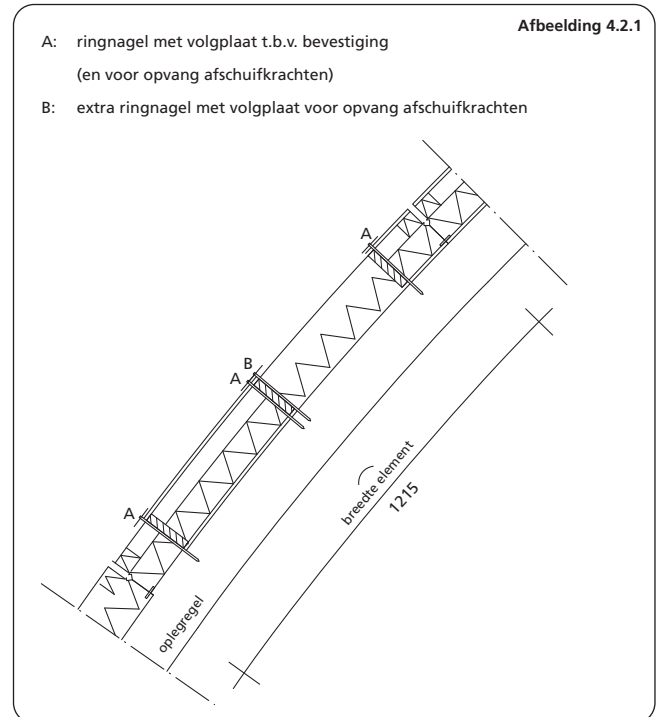 Afbeelding 4.2.1
A: ringnagel met volgplaat t.b.v. bevestiging
(en voor opvang afschuifkrachten)
B: extra ringnagel met volgplaat voor opvang afschuifkrachten
A
B
A
A
breedte element
1215
oplegregel